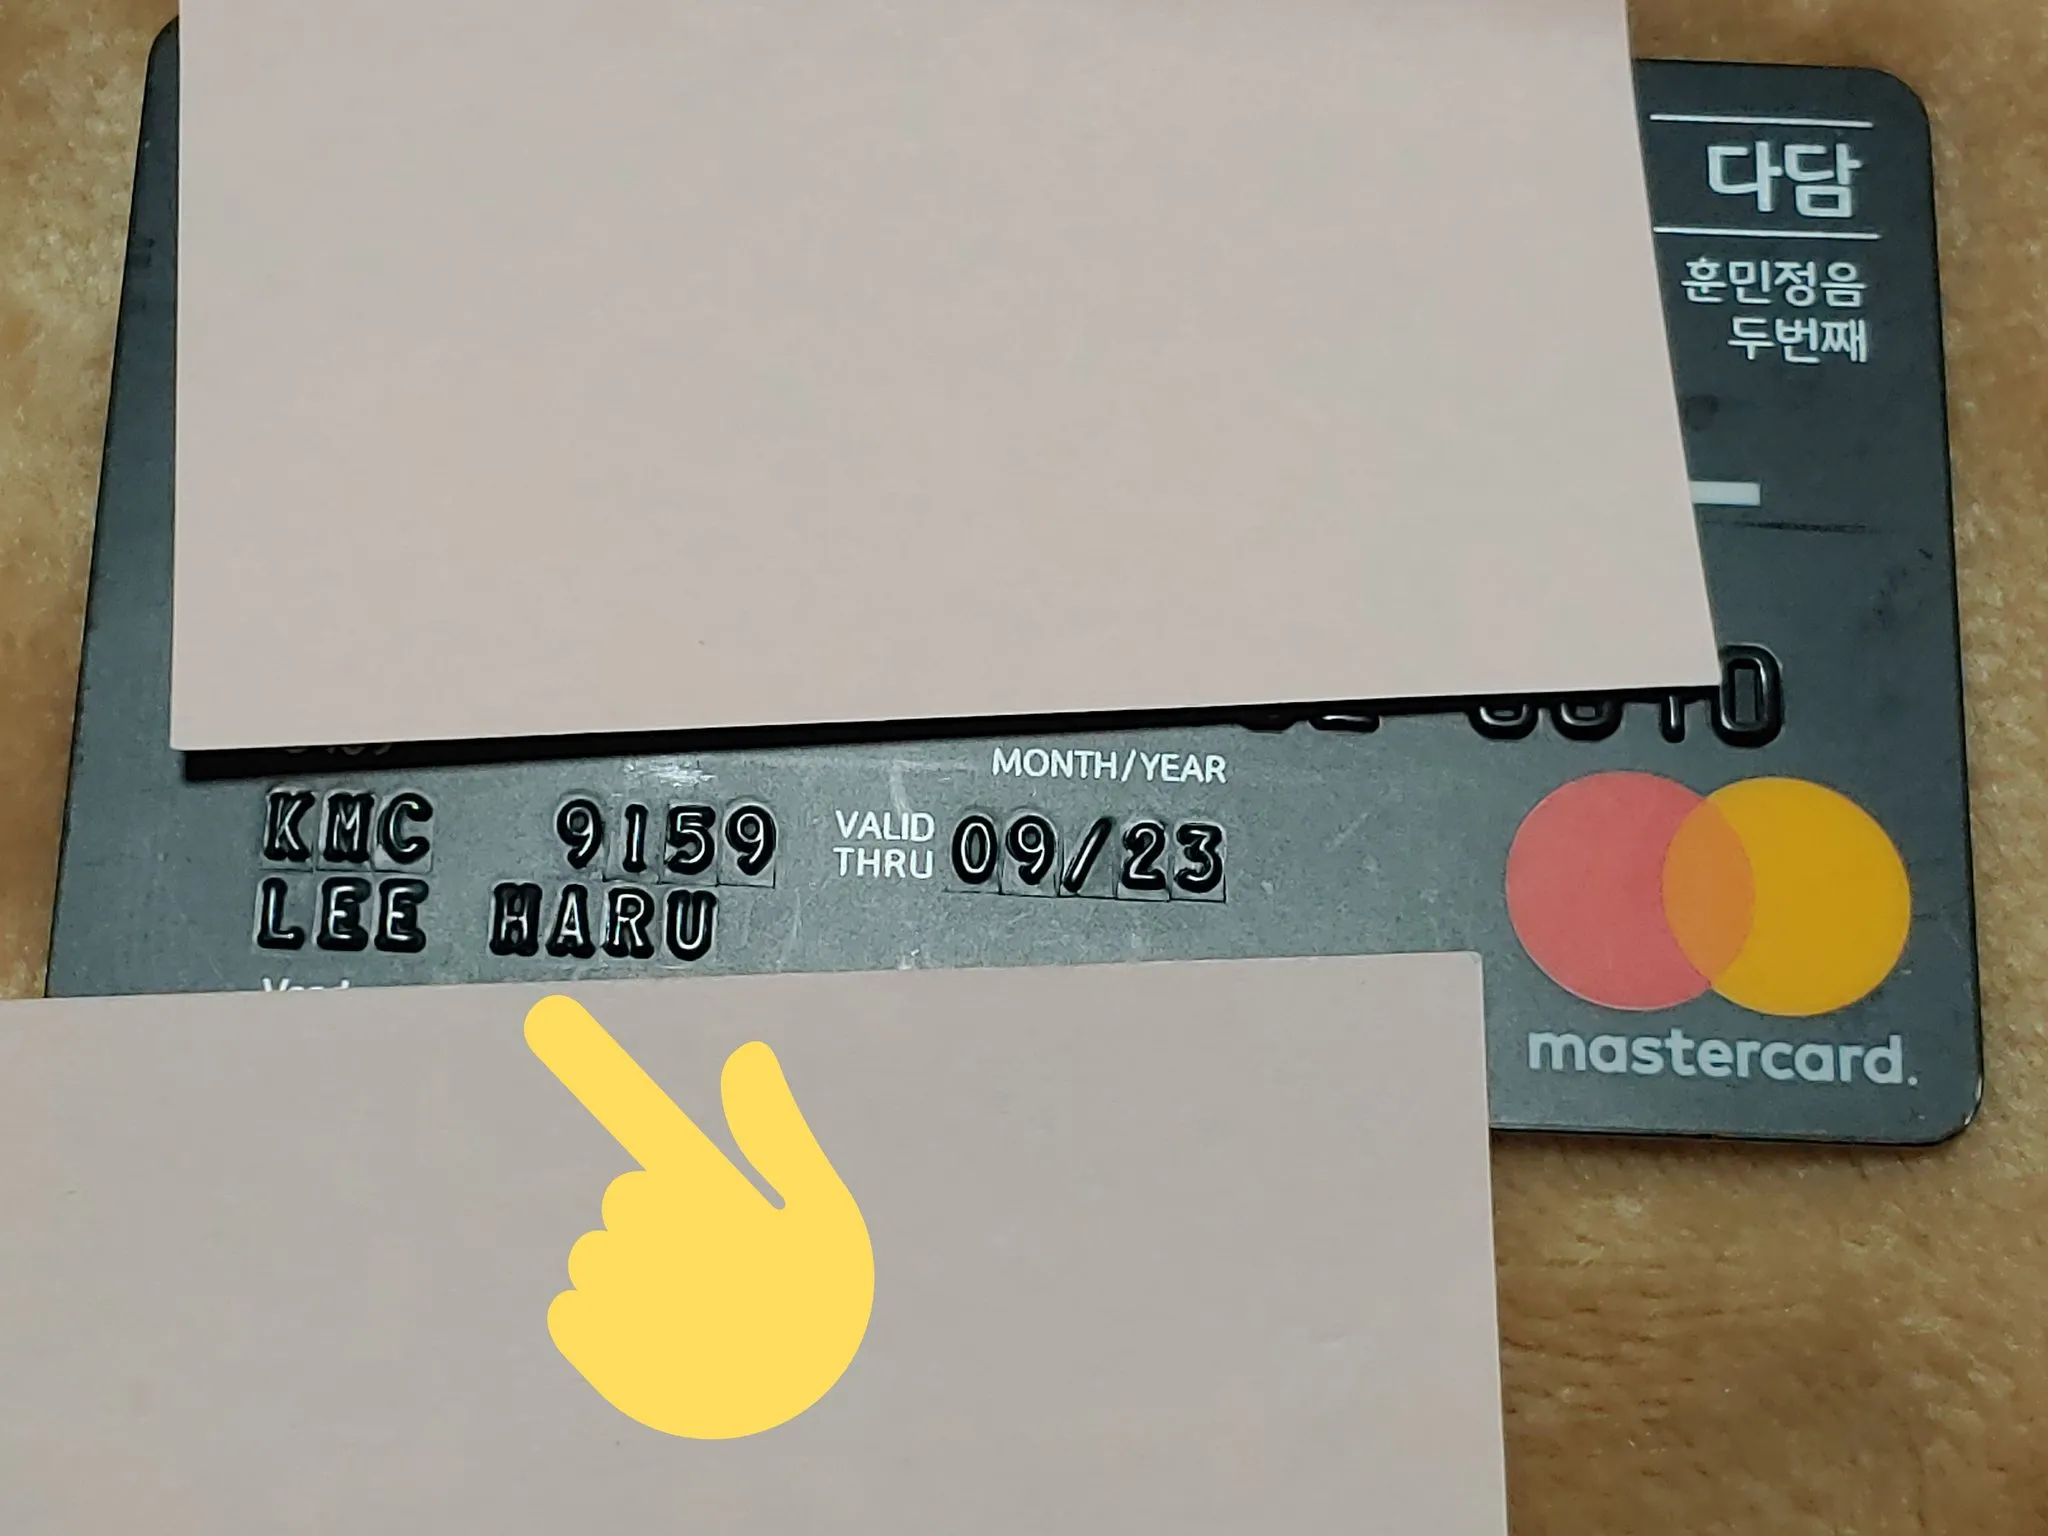 다담
훈민정음
두번째
MONTH/YEAR
KMC 9159 VALID THRU 09/23
LEE HARU
mastercard.